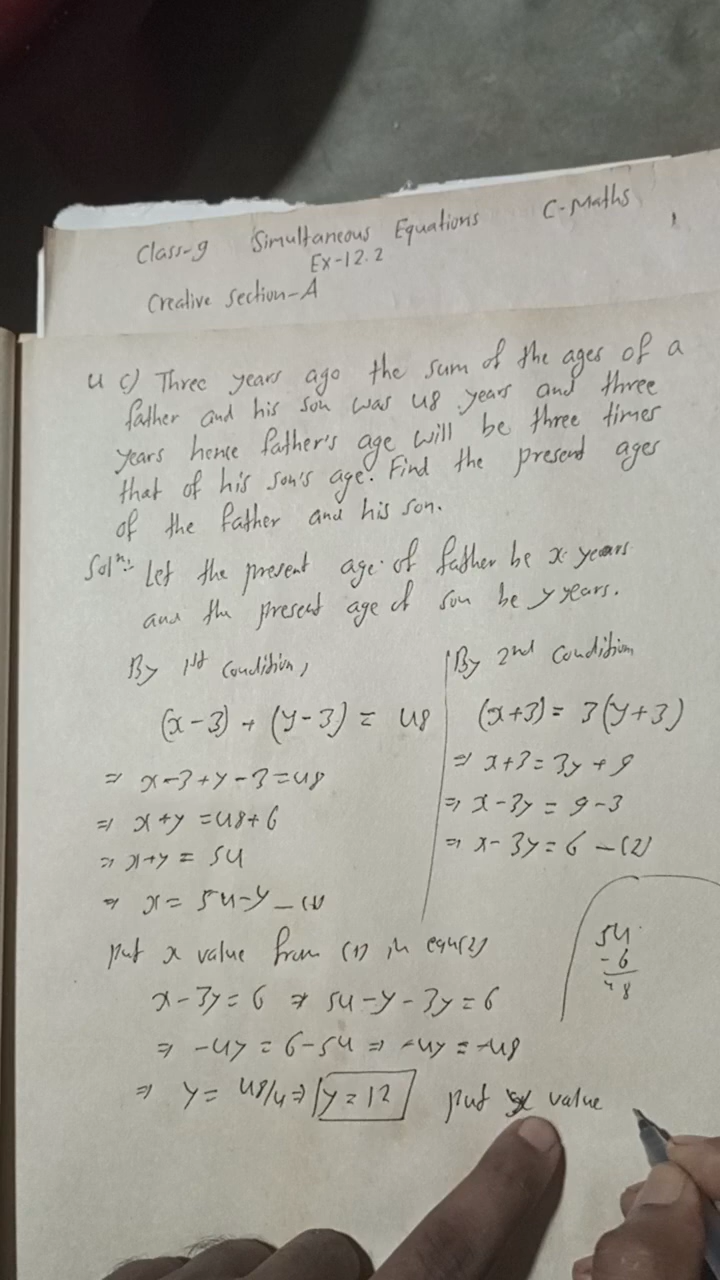 Class-9 Simultaneous Equations C-Maths
Ex-12.2
Creative Section-A
4 c) Three years ago the sum of the ages of a
father and his son was 48 years and three
years hence father's age will be three times
that of his son's age. Find the present ages
of the father and his son.
Solⁿ:- Let the present age of father be x years
and the present age of son be y years.
By 1st condition,
(x-3) + (y-3) = 48
⇒ x-3+y-3=48
⇒ x+y = 48+6
⇒ x+y = 54
⇒ x = 54-y -(1)
By 2nd condition
(x+3) = 3(y+3)
⇒ x+3 = 3y+9
⇒ x-3y = 9-3
⇒ x-3y = 6 -(2)
put x value from (1) in equn(2)
x-3y=6 ⇒ 54-y-3y=6
⇒ -4y = 6-54 ⇒ -4y = -48
⇒ y = 48/4 ⇒ y = 12 put value
54
-6
48